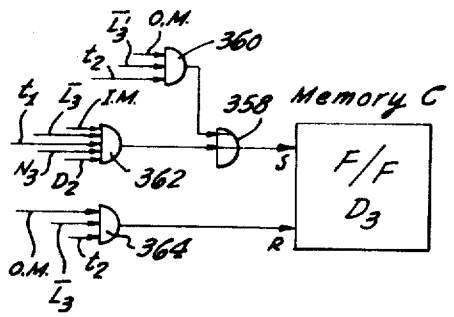 O.M.
L̅3'
360
t2
t1
L̅3
I.M.
358
Memory C
N3
D2
362
S
F/F
D3
364
R
O.M.
L̅3
t2